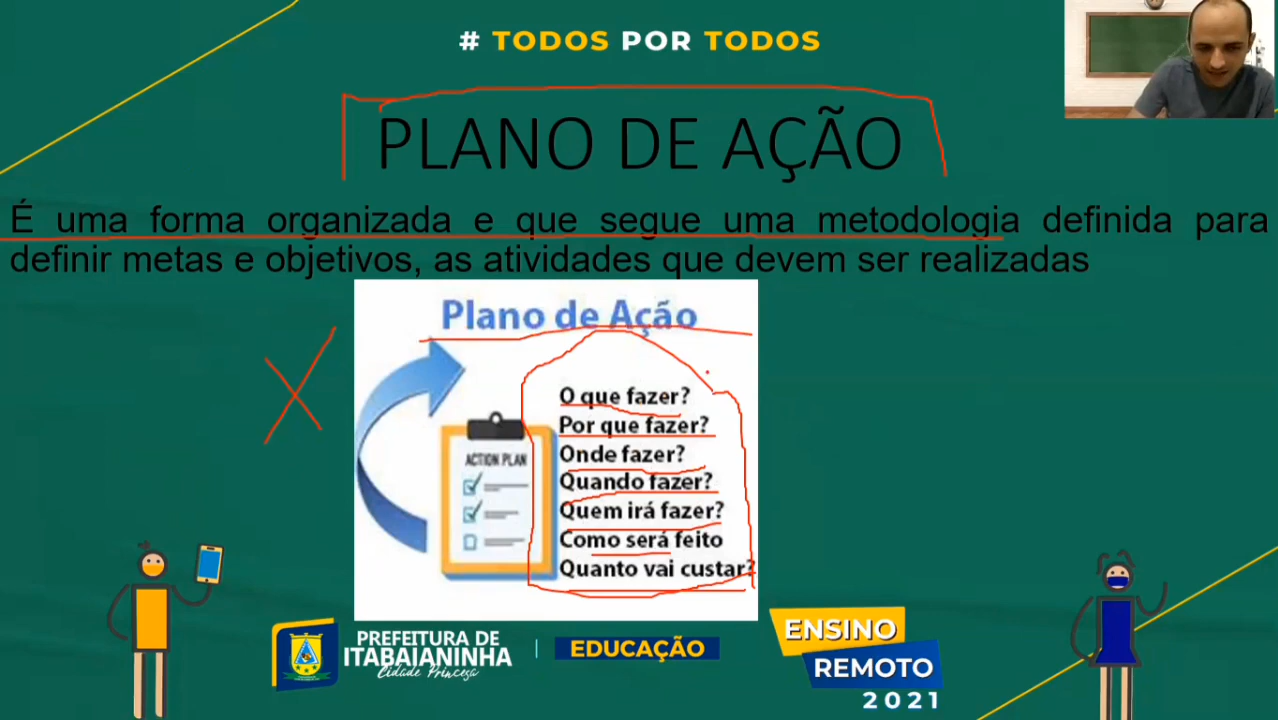 # TODOS POR TODOS
PLANO DE AÇÃO
É uma forma organizada e que segue uma metodologia definida para
definir metas e objetivos, as atividades que devem ser realizadas
Plano de Ação
ACTION PLAN
O que fazer?
Por que fazer?
Onde fazer?
Quando fazer?
Quem irá fazer?
Como será feito
Quanto vai custar?
PREFEITURA DE
ITABAIANINHA
Cidade Princesa
EDUCAÇÃO
ENSINO
REMOTO
2021